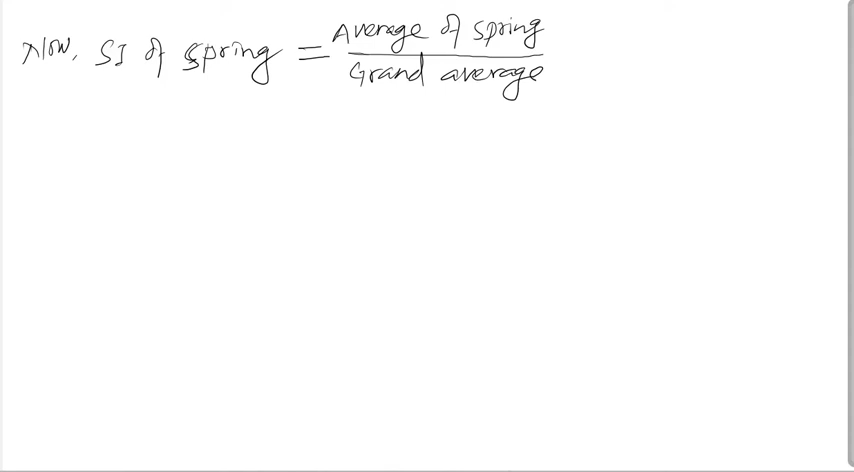 Now, SI of spring = Average of spring / Grand average